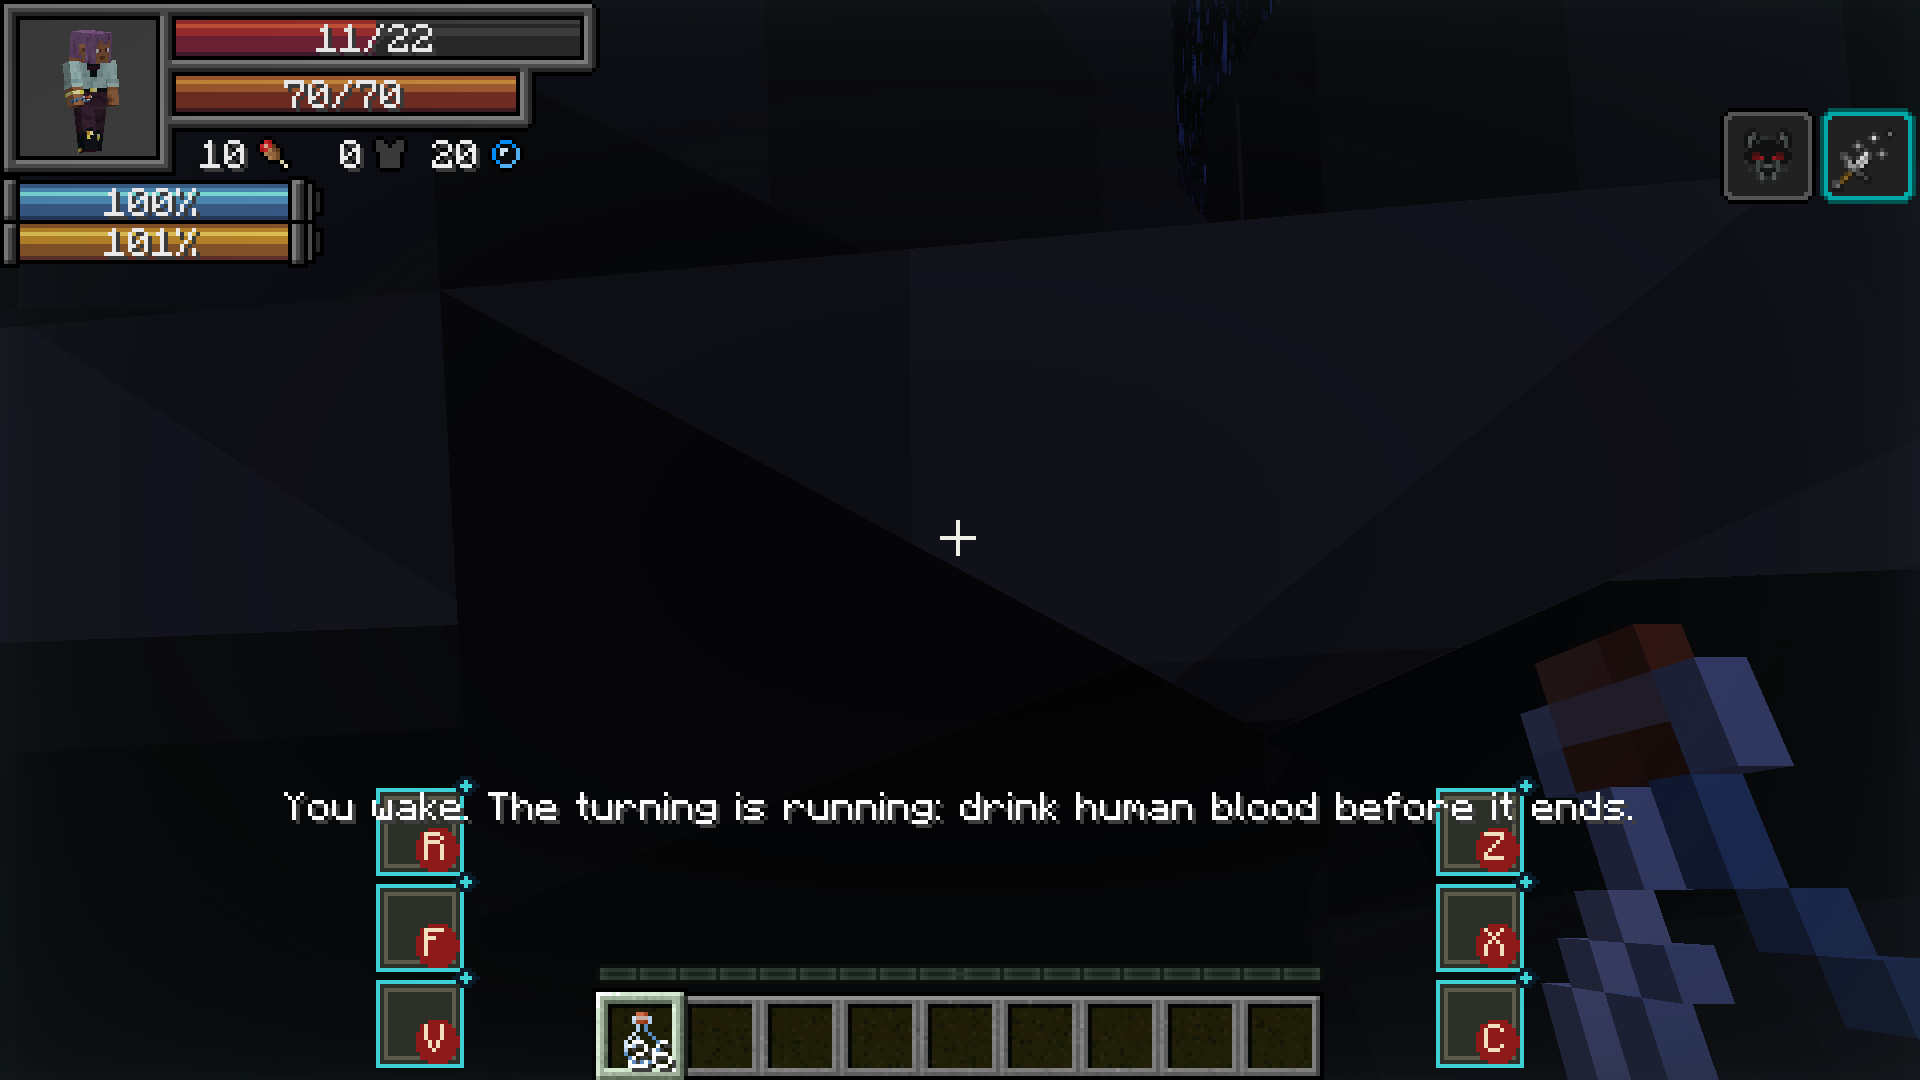 11/22
70/70
10 0 20
100%
101%
You wake. The turning is running: drink human blood before it ends.
R
Z
F
X
V
C
26